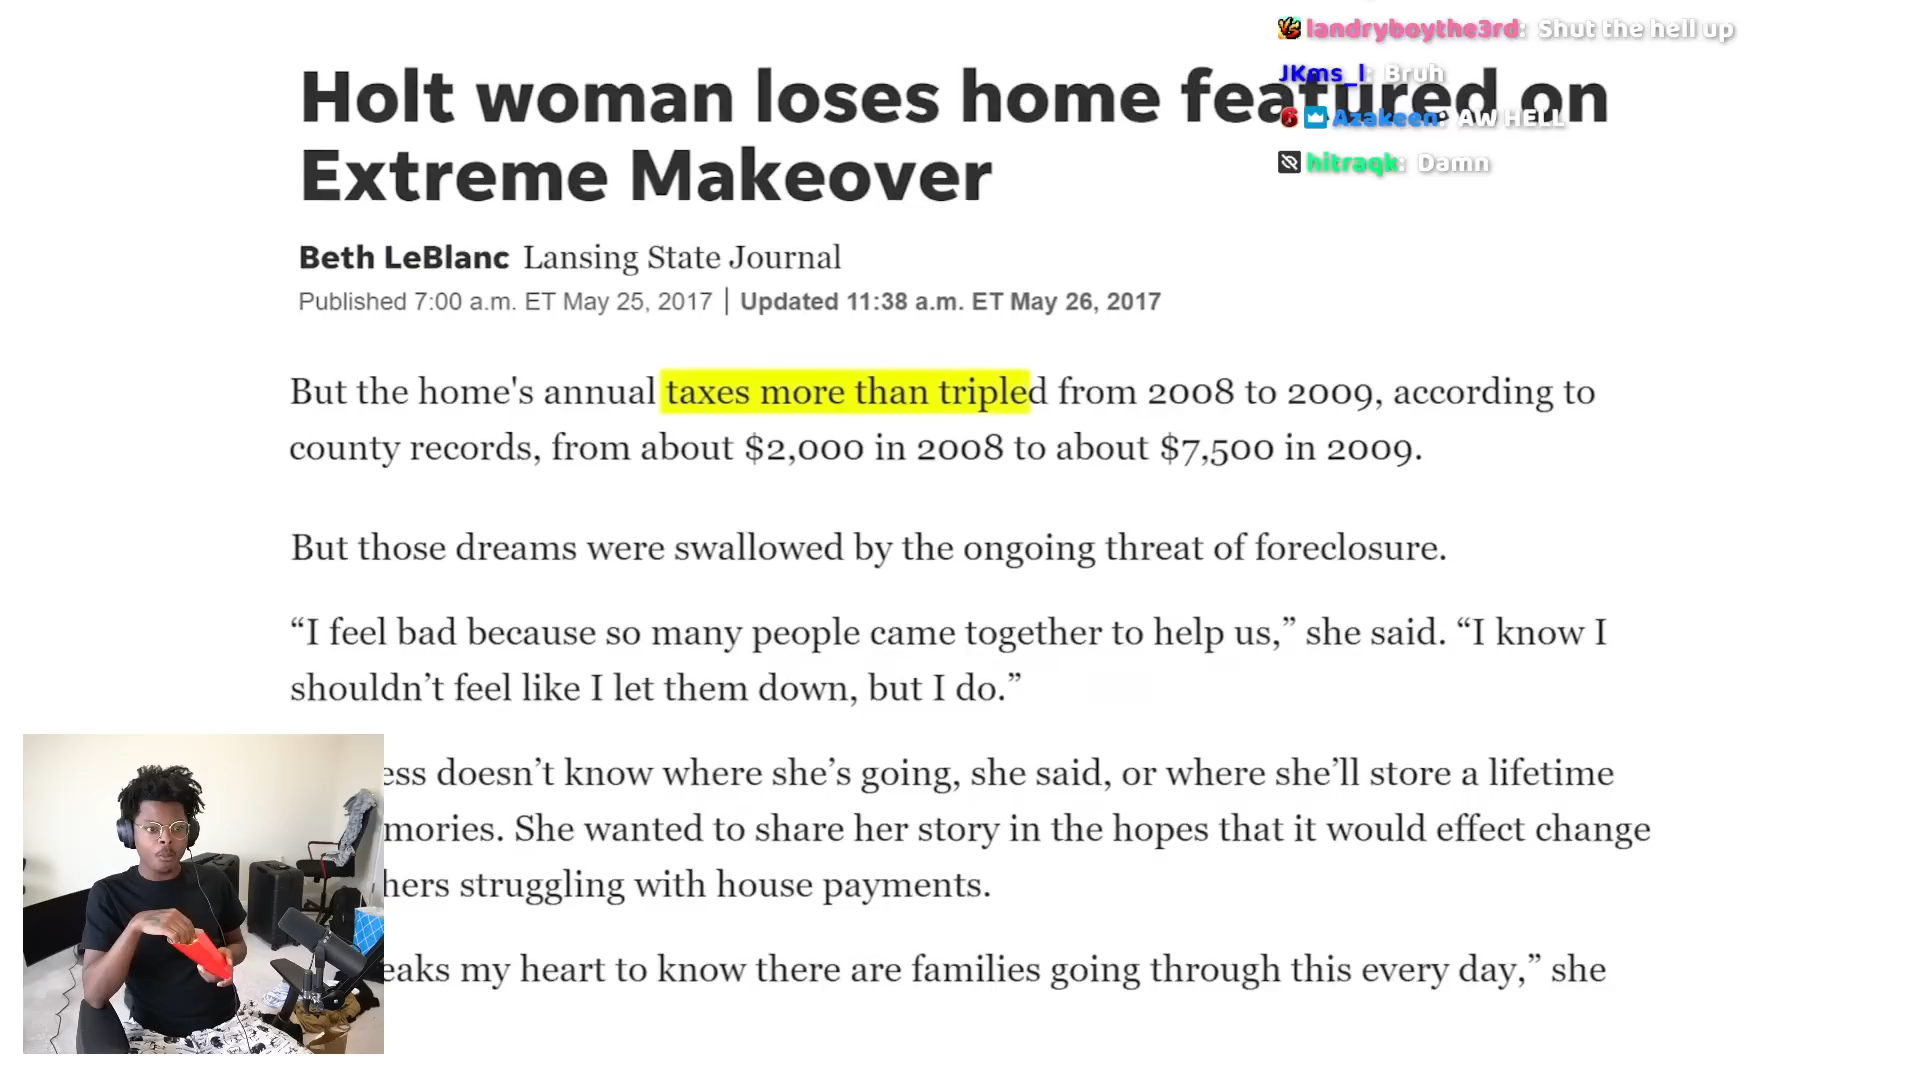 landryboythe3rd: Shut the hell up
JKms_l: Bruh
Azakeen: AW HELL
hitraqk: Damn
Holt woman loses home featured on
Extreme Makeover
Beth LeBlanc Lansing State Journal
Published 7:00 a.m. ET May 25, 2017 | Updated 11:38 a.m. ET May 26, 2017
But the home's annual taxes more than tripled from 2008 to 2009, according to
county records, from about $2,000 in 2008 to about $7,500 in 2009.
But those dreams were swallowed by the ongoing threat of foreclosure.
“I feel bad because so many people came together to help us,” she said. “I know I
shouldn’t feel like I let them down, but I do.”
ess doesn’t know where she’s going, she said, or where she’ll store a lifetime
mories. She wanted to share her story in the hopes that it would effect change
hers struggling with house payments.
eaks my heart to know there are families going through this every day,” she